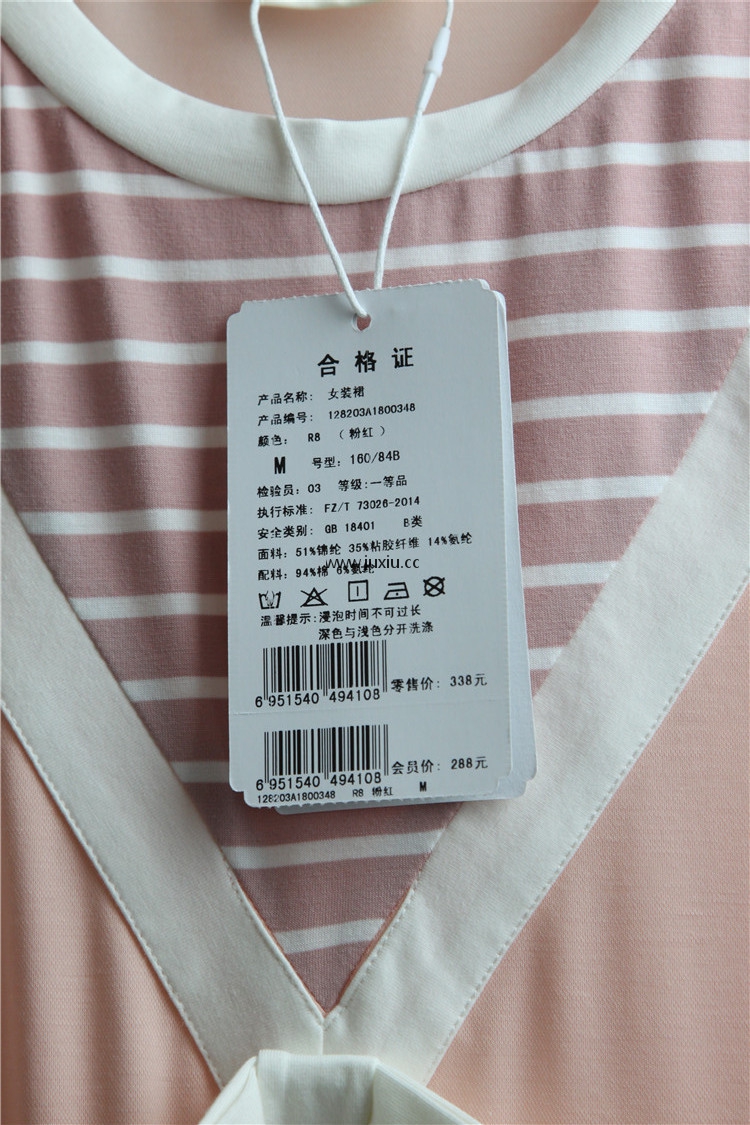 合格证
产品名称: 女装裙
产品编号: 128203A1800348
颜色: R8 (粉红)
M 号型: 160/84B
检验员: 03 等级:一等品
执行标准: FZ/T 73026-2014
安全类别: GB 18401 B类
面料: 51%锦纶 35%粘胶纤维 14%氨纶
www.juxiu.cc
配料: 94%棉 6%氨纶
温馨提示:浸泡时间不可过长
深色与浅色分开洗涤
6 951540 494108 零售价: 338元
6 951540 494108 会员价: 288元
128203A1800348 R8 粉红 M